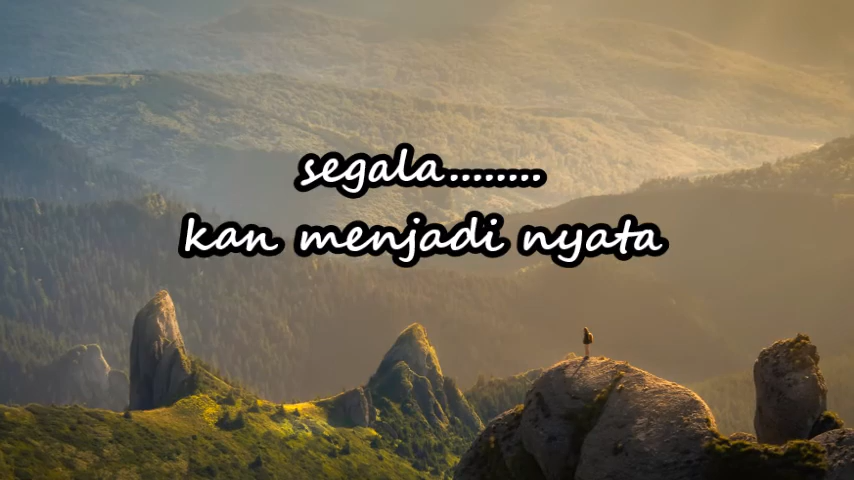 segala........
kan menjadi nyata